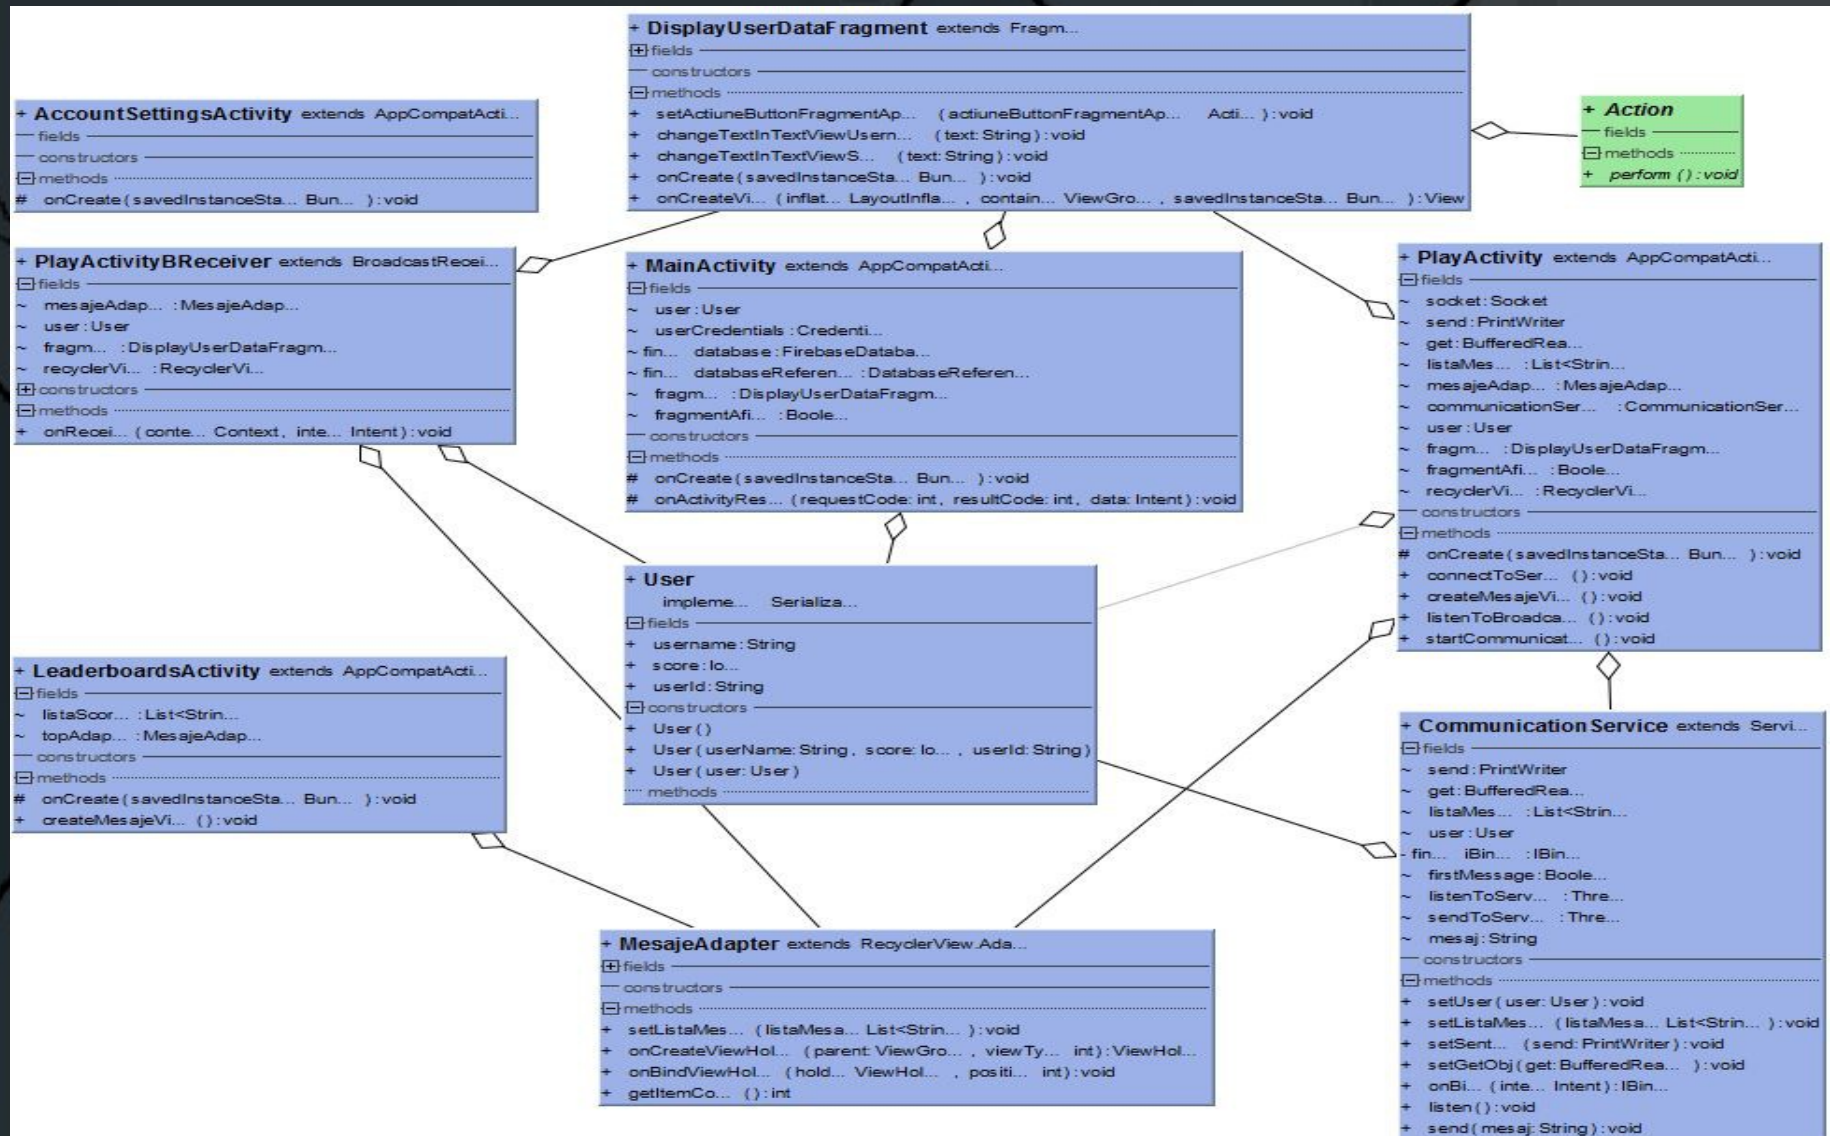 + DisplayUserDataFragment extends Fragm...
fields
constructors
methods
+ setActiuneButtonFragmentAp... (actiuneButtonFragmentAp... Acti... ):void
+ changeTextInTextViewUsern... (text:String):void
+ changeTextInTextViewS... (text:String):void
+ onCreate(savedInstanceSta... Bun... ):void
+ onCreateVi... (inflat... LayoutInfla... , contain... ViewGro... , savedInstanceSta... Bun... ):View
+ Action
fields
methods
+ perform ():void
+ AccountSettingsActivity extends AppCompatActi...
fields
constructors
methods
# onCreate(savedInstanceSta... Bun... ):void
+ PlayActivityBReceiver extends BroadcastRecei...
fields
~ mesajeAdap... :MesajeAdap...
~ user:User
~ fragm... :DisplayUserDataFragm...
~ recyclerVi... :RecyclerVi...
constructors
methods
+ onRecei... (conte... Context, inte... Intent):void
+ MainActivity extends AppCompatActi...
fields
~ user:User
~ userCredentials:Credenti...
~ fin... database:FirebaseDataba...
~ fin... databaseReferen... :DatabaseReferen...
~ fragm... :DisplayUserDataFragm...
~ fragmentAfi... :Boole...
constructors
methods
# onCreate(savedInstanceSta... Bun... ):void
# onActivityRes... (requestCode: int, resultCode: int, data: Intent):void
+ PlayActivity extends AppCompatActi...
fields
~ socket:Socket
~ send:PrintWriter
~ get:BufferedRea...
~ listaMes... :List<Strin...
~ mesajeAdap... :MesajeAdap...
~ communicationSer... :CommunicationSer...
~ user:User
~ fragm... :DisplayUserDataFragm...
~ fragmentAfi... :Boole...
~ recyclerVi... :RecyclerVi...
constructors
methods
# onCreate(savedInstanceSta... Bun... ):void
+ connectToSer... ():void
+ createMesajeVi... ():void
+ listenToBroadca... ():void
+ startCommunicat... ():void
+ User
impleme... Serializa...
fields
+ username:String
+ score:lo...
+ userId:String
constructors
+ User()
+ User(userName:String, score: lo... , userId:String)
+ User(user: User)
methods
+ LeaderboardsActivity extends AppCompatActi...
fields
~ listaScor... :List<Strin...
~ topAdap... :MesajeAdap...
constructors
methods
# onCreate(savedInstanceSta... Bun... ):void
+ createMesajeVi... ():void
+ CommunicationService extends Servi...
fields
~ send:PrintWriter
~ get:BufferedRea...
~ listaMes... :List<Strin...
~ user:User
- fin... iBin... :IBin...
~ firstMessage:Boole...
~ listenToServ... :Thre...
~ sendToServ... :Thre...
~ mesaj:String
constructors
methods
+ setUser(user: User):void
+ setListaMes... (listaMesa... List<Strin... ):void
+ setSent... (send:PrintWriter):void
+ setGetObj(get:BufferedRea... ):void
+ onBi... (inte... Intent):IBin...
+ listen():void
+ send(mesaj:String):void
+ MesajeAdapter extends RecyclerView.Ada...
fields
constructors
methods
+ setListaMes... (listaMesa... List<Strin... ):void
+ onCreateViewHol... (parent:ViewGro... , viewTy... int):ViewHol...
+ onBindViewHol... (hold... ViewHol... , positi... int):void
+ getItemCo... ():int